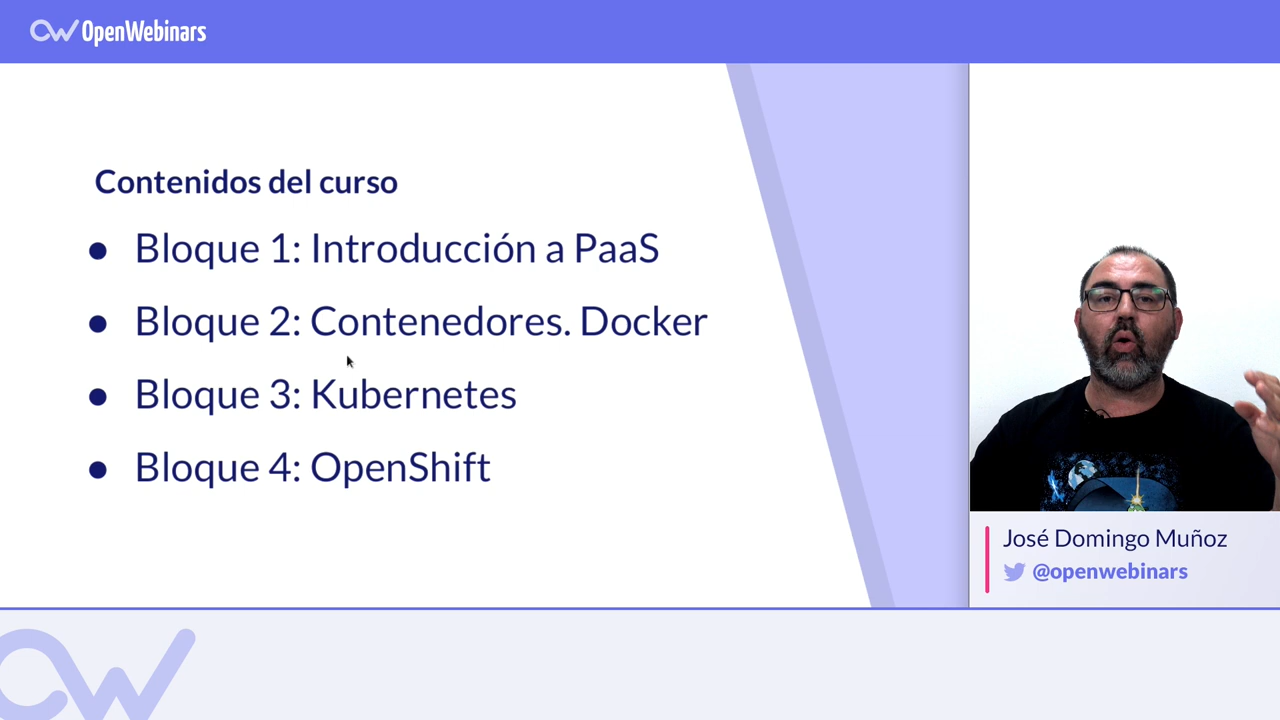 OpenWebinars
Contenidos del curso
● Bloque 1: Introducción a PaaS
● Bloque 2: Contenedores. Docker
● Bloque 3: Kubernetes
● Bloque 4: OpenShift
José Domingo Muñoz
@openwebinars